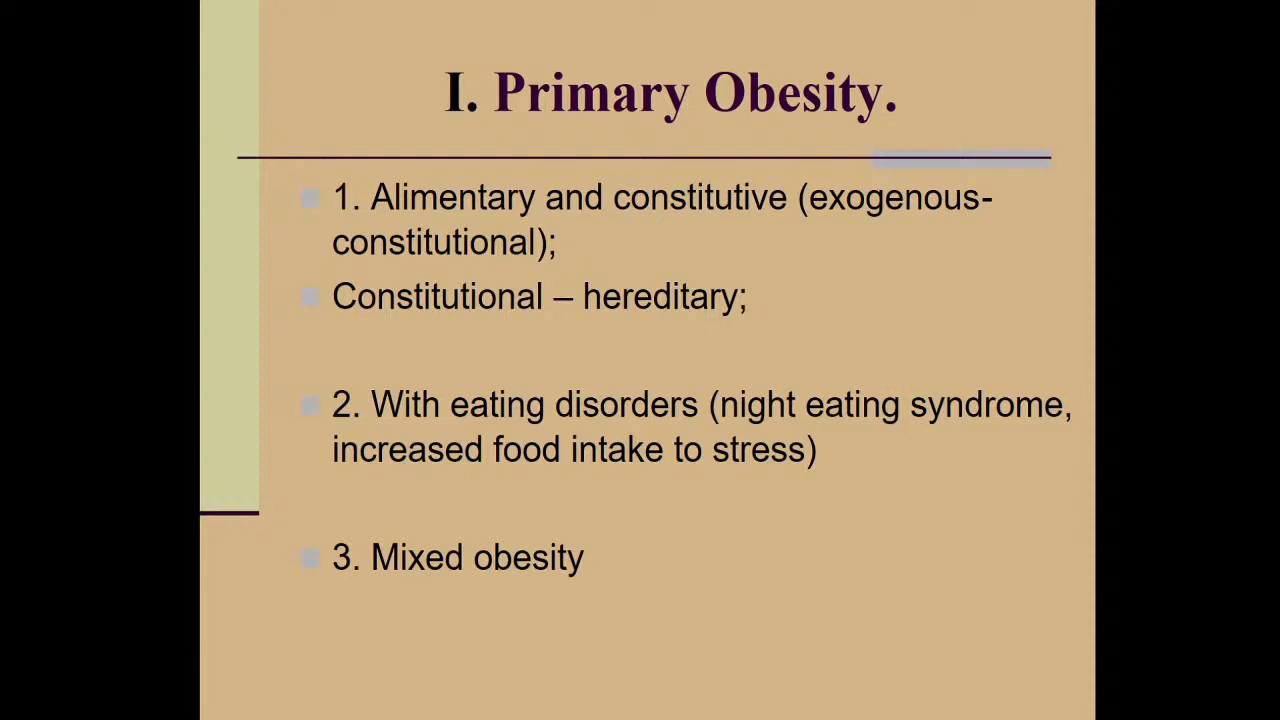 I. Primary Obesity.
1. Alimentary and constitutive (exogenous-
constitutional);
Constitutional – hereditary;
2. With eating disorders (night eating syndrome,
increased food intake to stress)
3. Mixed obesity